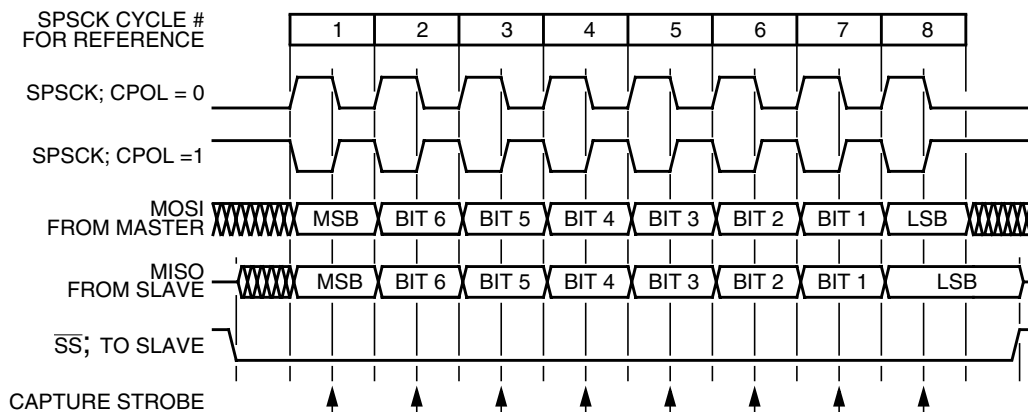 SPSCK CYCLE #
FOR REFERENCE
1 2 3 4 5 6 7 8
SPSCK; CPOL = 0
SPSCK; CPOL =1
MOSI
FROM MASTER
MSB BIT 6 BIT 5 BIT 4 BIT 3 BIT 2 BIT 1 LSB
MISO
FROM SLAVE
MSB BIT 6 BIT 5 BIT 4 BIT 3 BIT 2 BIT 1 LSB
SS; TO SLAVE
CAPTURE STROBE